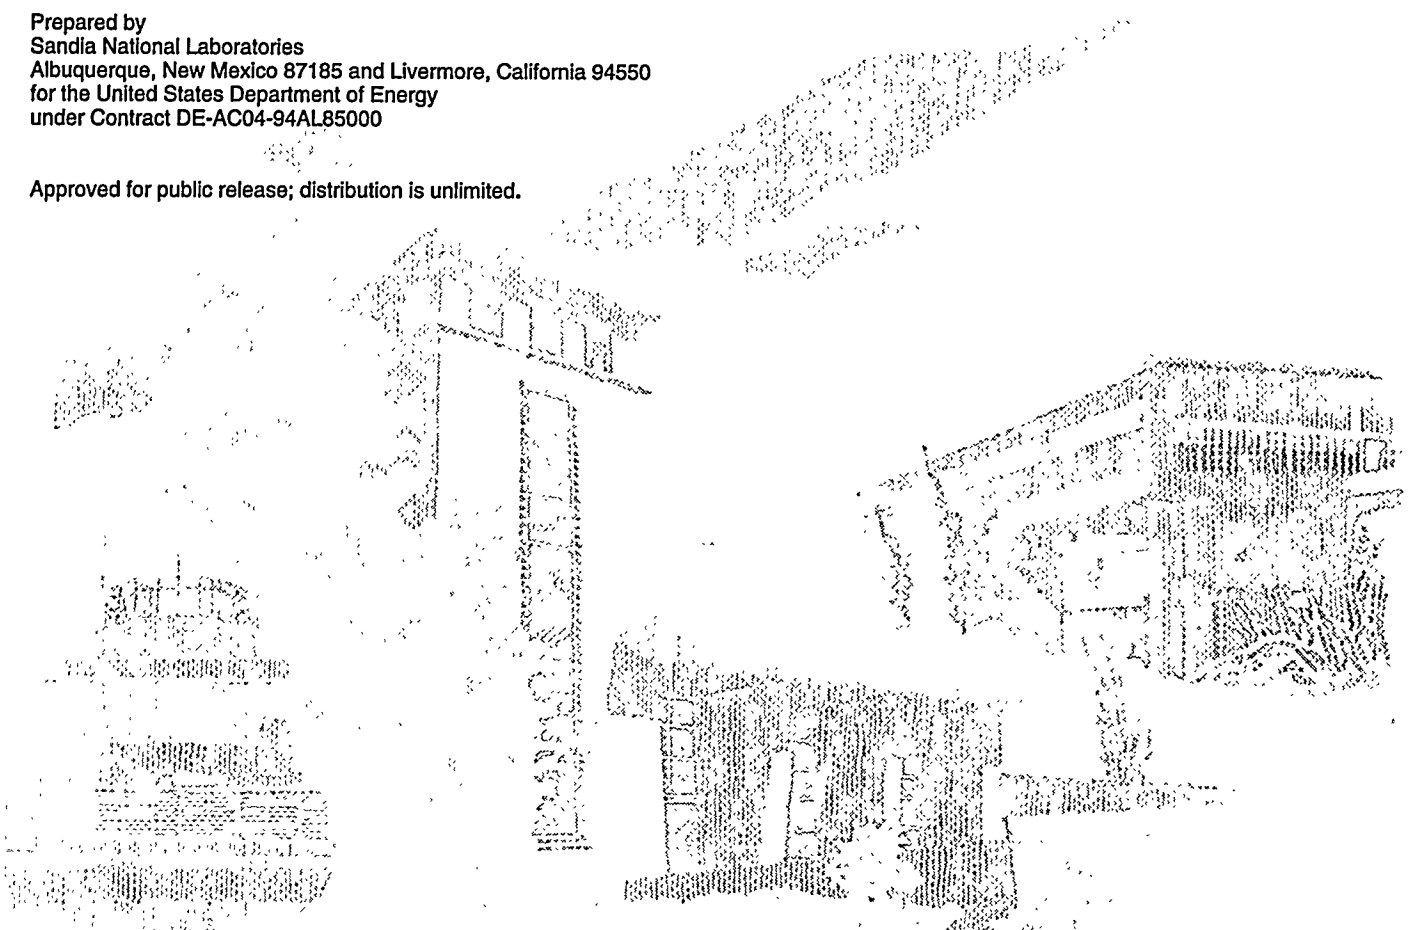 Prepared by
Sandia National Laboratories
Albuquerque, New Mexico 87185 and Livermore, California 94550
for the United States Department of Energy
under Contract DE-AC04-94AL85000
Approved for public release; distribution is unlimited.